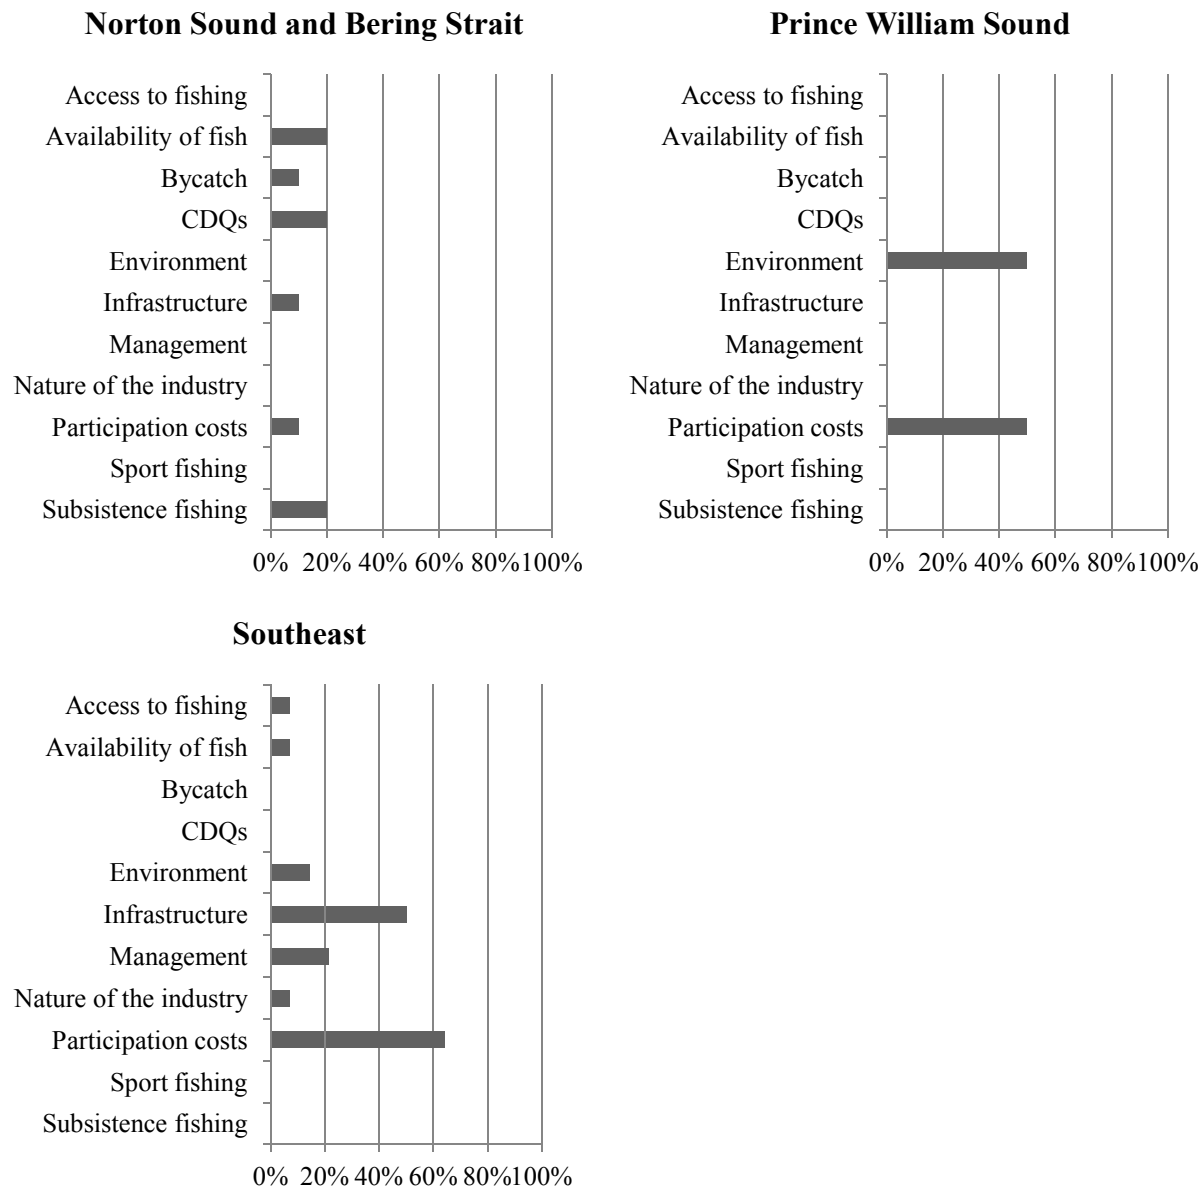 Norton Sound and Bering Strait
Access to fishing
Availability of fish
Bycatch
CDQs
Environment
Infrastructure
Management
Nature of the industry
Participation costs
Sport fishing
Subsistence fishing
0% 20% 40% 60% 80% 100%
Prince William Sound
Access to fishing
Availability of fish
Bycatch
CDQs
Environment
Infrastructure
Management
Nature of the industry
Participation costs
Sport fishing
Subsistence fishing
0% 20% 40% 60% 80% 100%
Southeast
Access to fishing
Availability of fish
Bycatch
CDQs
Environment
Infrastructure
Management
Nature of the industry
Participation costs
Sport fishing
Subsistence fishing
0% 20% 40% 60% 80% 100%